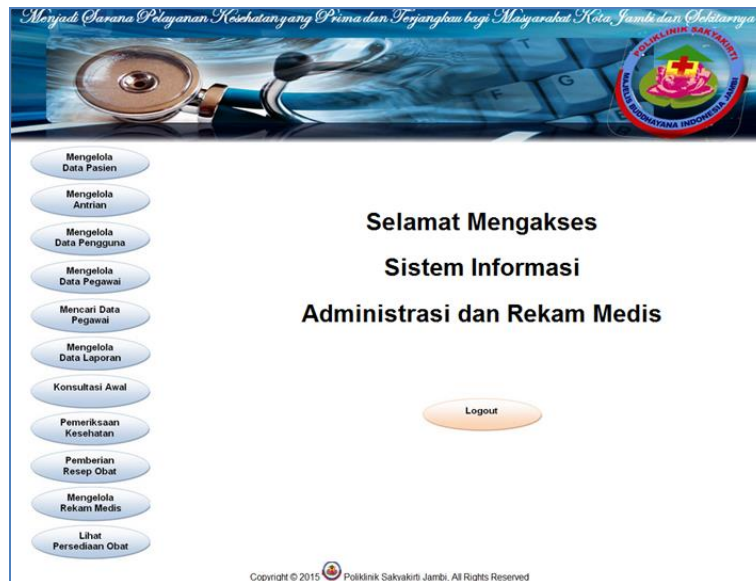 Menjadi Sarana Pelayanan Kesehatan yang Prima dan Terjangkau bagi Masyarakat Kota Jambi dan Sekitarnya
POLIKLINIK SAKYAKIRTI
MAJELIS BUDDHAYANA INDONESIA JAMBI
T
F
G
Mengelola
Data Pasien
Mengelola
Antrian
Mengelola
Data Pengguna
Mengelola
Data Pegawai
Mencari Data
Pegawai
Mengelola
Data Laporan
Konsultasi Awal
Pemeriksaan
Kesehatan
Pemberian
Resep Obat
Mengelola
Rekam Medis
Lihat
Persediaan Obat
Selamat Mengakses
Sistem Informasi
Administrasi dan Rekam Medis
Logout
Copyright © 2015 Poliklinik Sakyakirti Jambi. All Rights Reserved